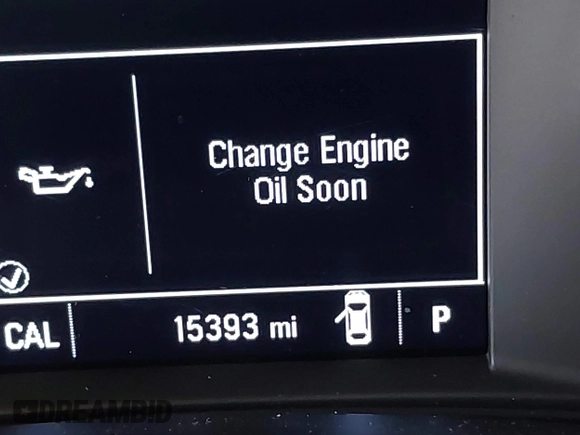 Change Engine
Oil Soon
CAL 15393 mi P
DREAMBID